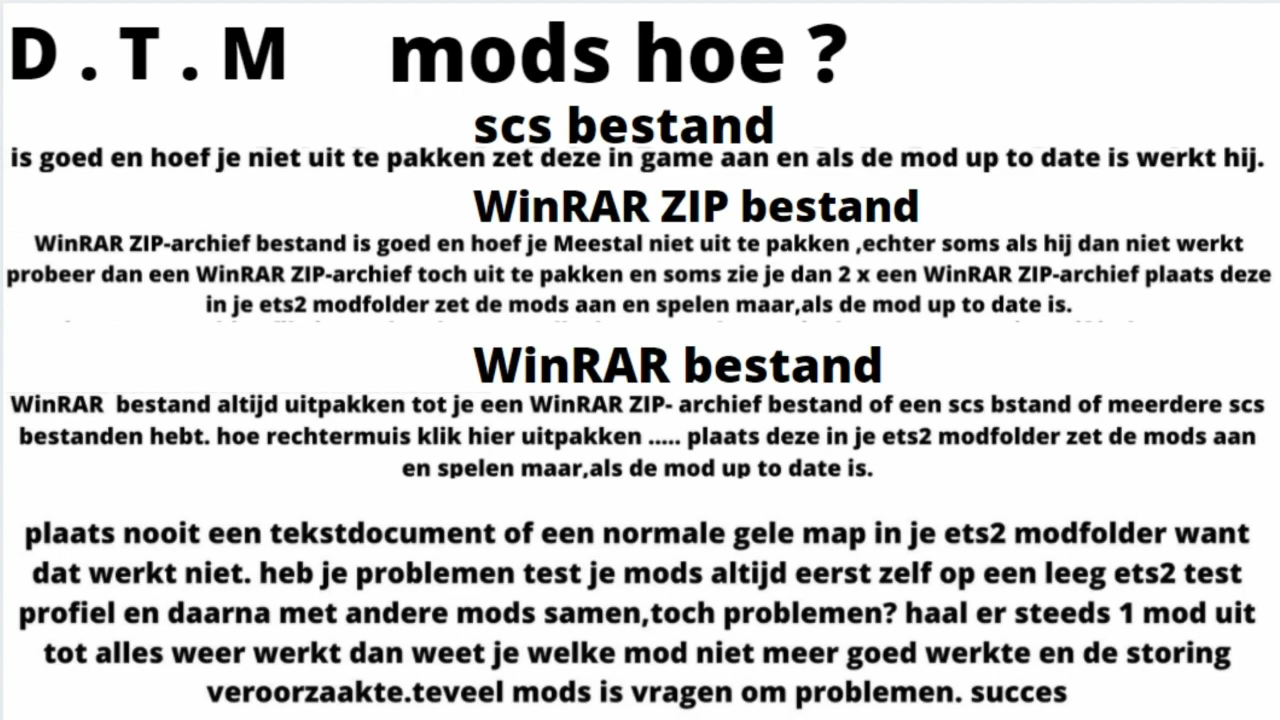 D . T . M mods hoe ?
scs bestand
is goed en hoef je niet uit te pakken zet deze in game aan en als de mod up to date is werkt hij.
WinRAR ZIP bestand
WinRAR ZIP-archief bestand is goed en hoef je Meestal niet uit te pakken ,echter soms als hij dan niet werkt
probeer dan een WinRAR ZIP-archief toch uit te pakken en soms zie je dan 2 x een WinRAR ZIP-archief plaats deze
in je ets2 modfolder zet de mods aan en spelen maar,als de mod up to date is.
WinRAR bestand
WinRAR bestand altijd uitpakken tot je een WinRAR ZIP- archief bestand of een scs bstand of meerdere scs
bestanden hebt. hoe rechtermuis klik hier uitpakken ..... plaats deze in je ets2 modfolder zet de mods aan
en spelen maar,als de mod up to date is.
plaats nooit een tekstdocument of een normale gele map in je ets2 modfolder want
dat werkt niet. heb je problemen test je mods altijd eerst zelf op een leeg ets2 test
profiel en daarna met andere mods samen,toch problemen? haal er steeds 1 mod uit
tot alles weer werkt dan weet je welke mod niet meer goed werkte en de storing
veroorzaakte.teveel mods is vragen om problemen. succes